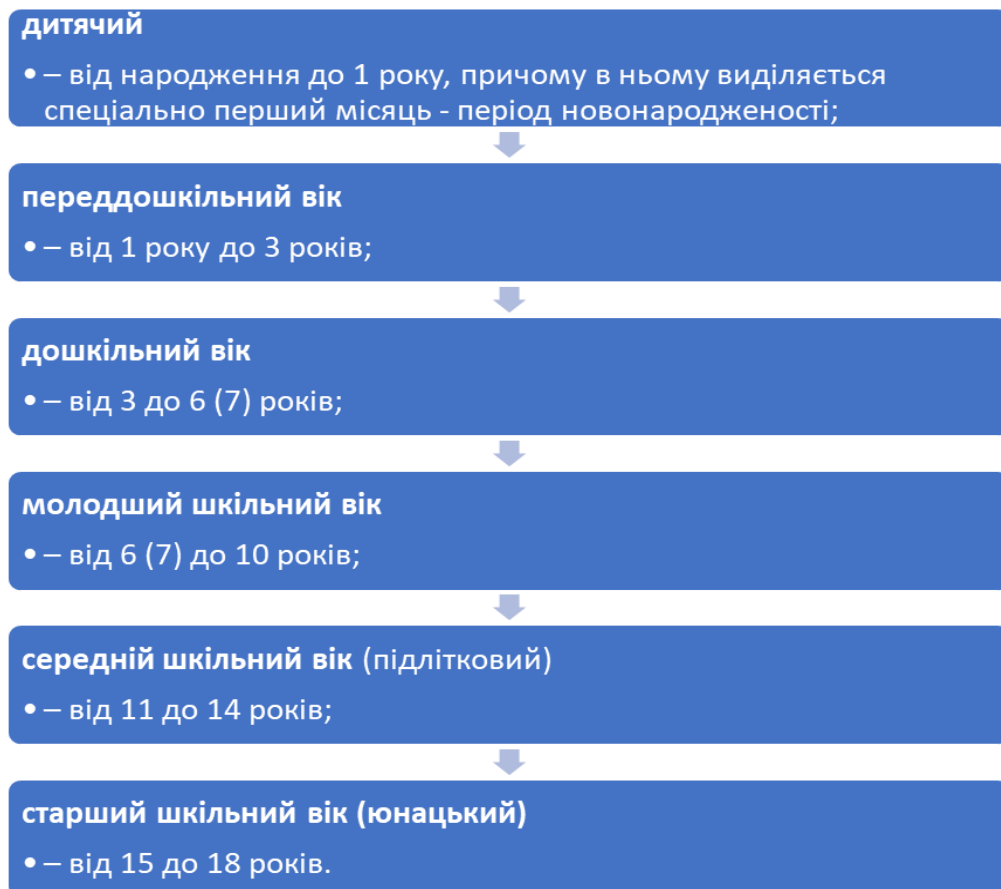 дитячий
• – від народження до 1 року, причому в ньому виділяється
спеціально перший місяць - період новонародженості;
переддошкільний вік
• – від 1 року до 3 років;
дошкільний вік
• – від 3 до 6 (7) років;
молодший шкільний вік
• – від 6 (7) до 10 років;
середній шкільний вік (підлітковий)
• – від 11 до 14 років;
старший шкільний вік (юнацький)
• – від 15 до 18 років.